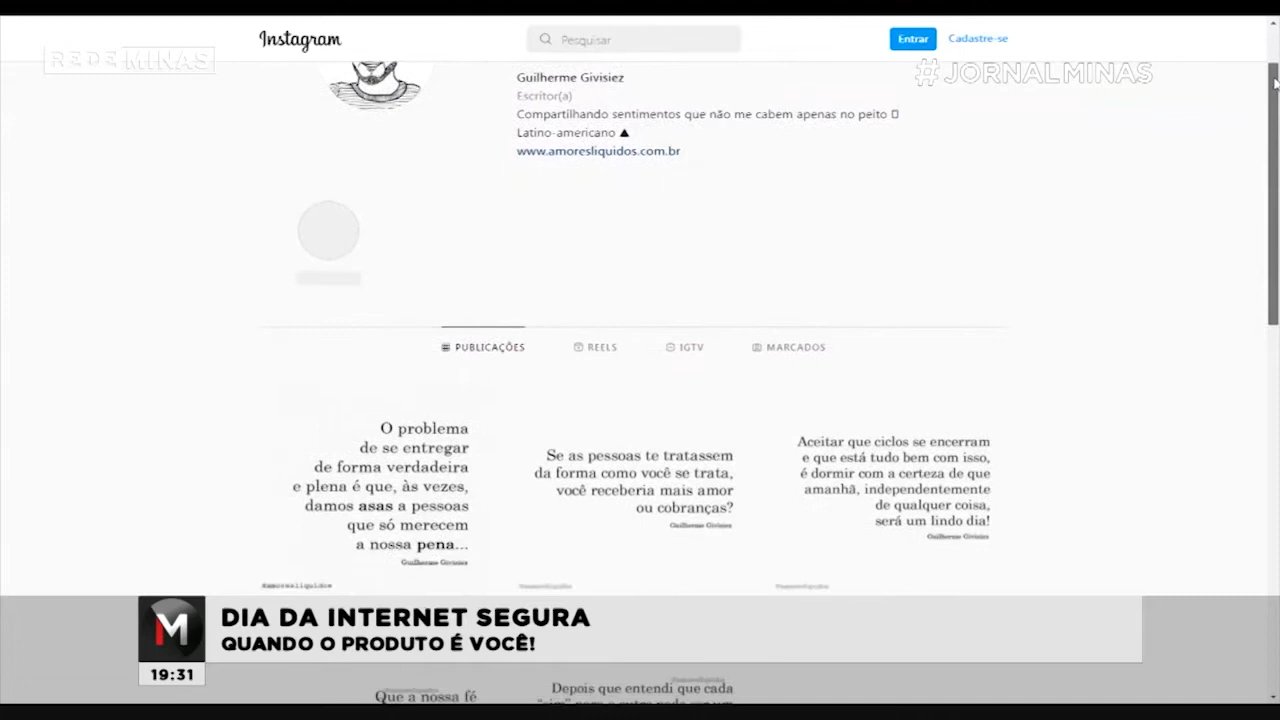 Instagram
Pesquisar
Entrar
Cadastre-se
REDE MINAS
#JORNALMINAS
Guilherme Givisiez
Escritor(a)
Compartilhando sentimentos que não me cabem apenas no peito
Latino-americano ▲
www.amoresliquidos.com.br
PUBLICAÇÕES
REELS
IGTV
MARCADOS
O problema
de se entregar
de forma verdadeira
e plena é que, às vezes,
damos asas a pessoas
que só merecem
a nossa pena...
Guilherme Givisiez
#amoresliquidos
Se as pessoas te tratassem
da forma como você se trata,
você receberia mais amor
ou cobranças?
Guilherme Givisiez
#amoresliquidos
Aceitar que ciclos se encerram
e que está tudo bem com isso,
é dormir com a certeza de que
amanhã, independentemente
de qualquer coisa,
será um lindo dia!
Guilherme Givisiez
#amoresliquidos
M
DIA DA INTERNET SEGURA
QUANDO O PRODUTO É VOCÊ!
19:31
Que a nossa fé
Depois que entendi que cada